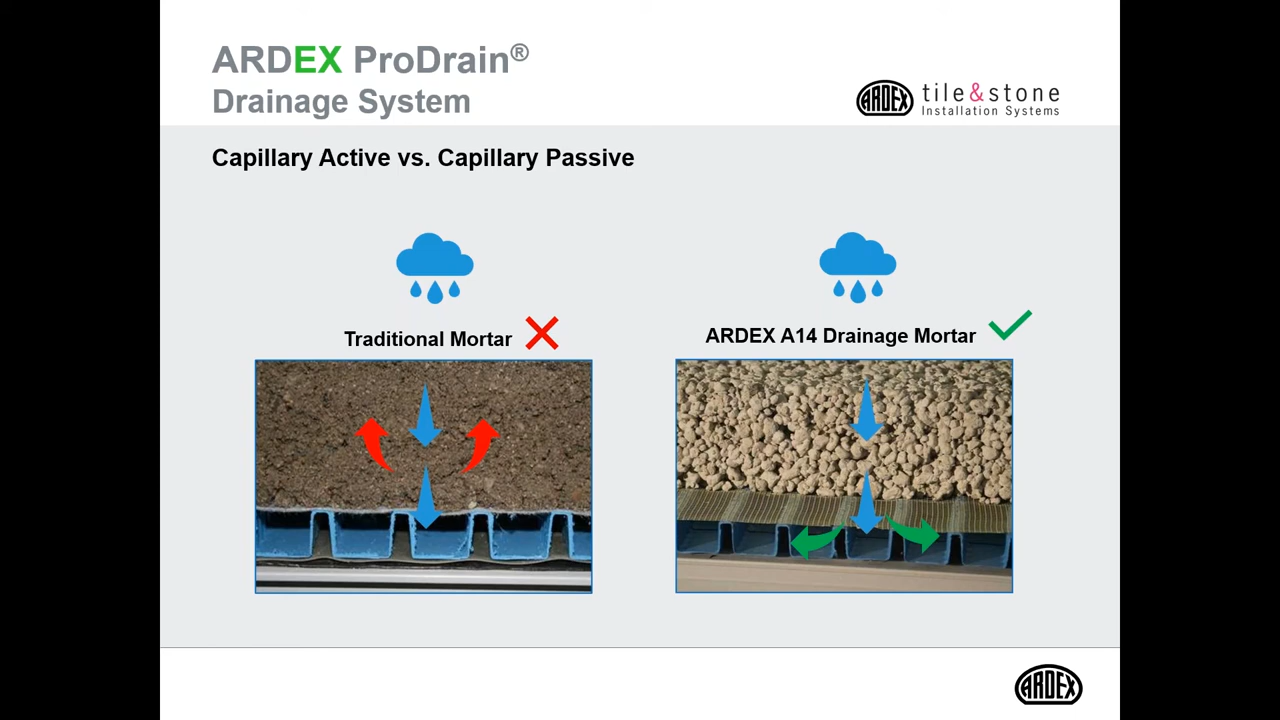 ARDEX ProDrain®
Drainage System
ARDEX
tile&stone
Installation Systems
Capillary Active vs. Capillary Passive
Traditional Mortar
ARDEX A14 Drainage Mortar
ARDEX